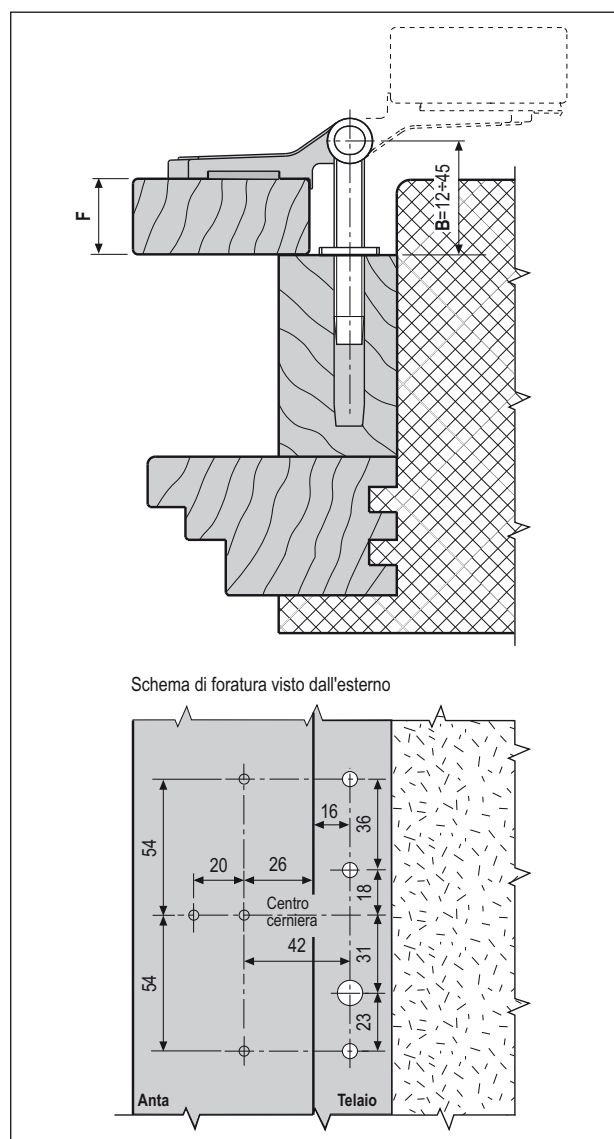 F
B=12÷45
Schema di foratura visto dall'esterno
16
36
54
20
26
18
Centro
cerniera
42
31
54
23
Anta
Telaio